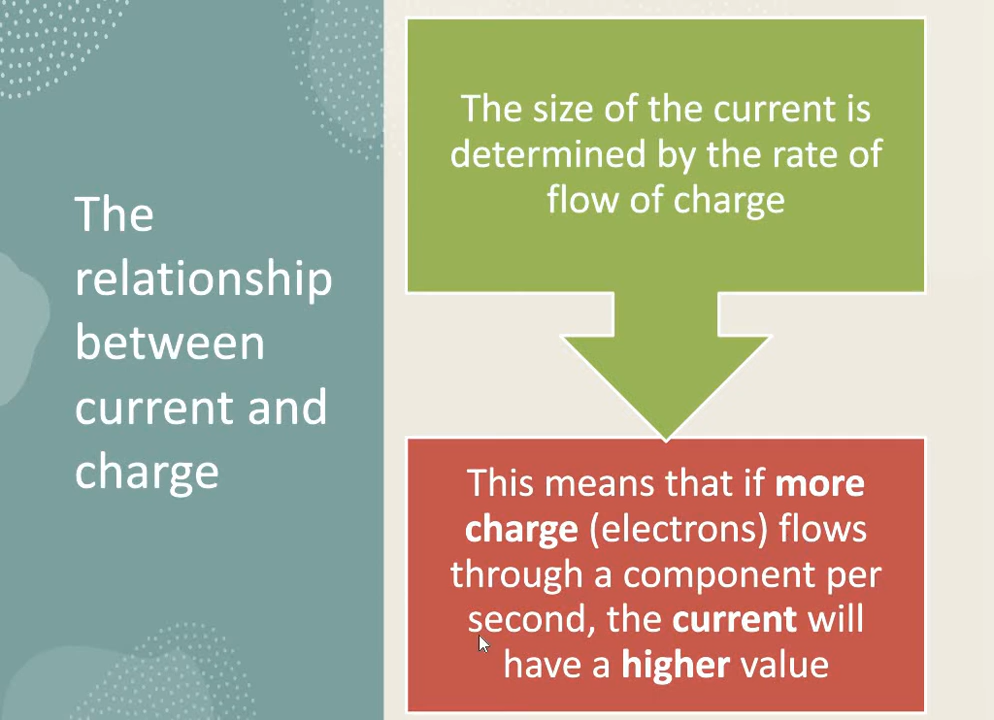 The
relationship
between
current and
charge
The size of the current is
determined by the rate of
flow of charge
This means that if more
charge (electrons) flows
through a component per
second, the current will
have a higher value